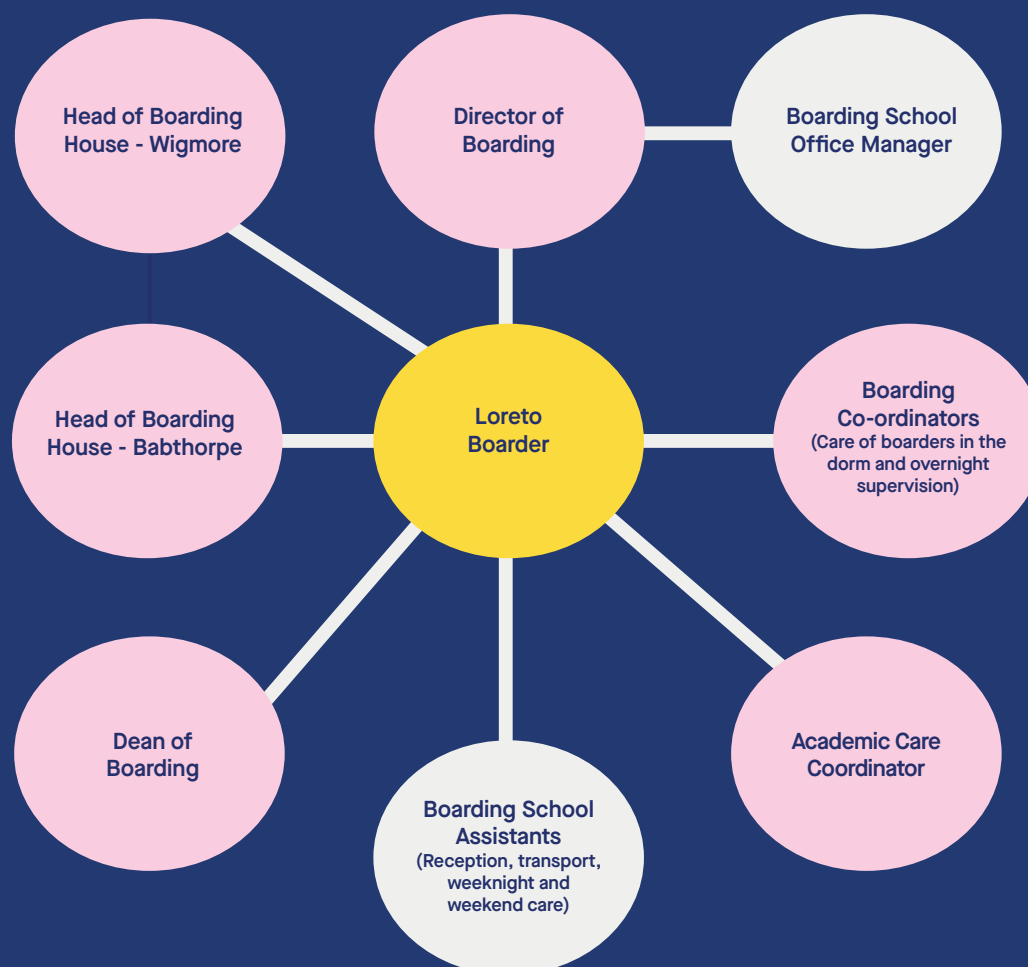 Head of Boarding
House - Wigmore
Director of
Boarding
Boarding School
Office Manager
Head of Boarding
House - Babthorpe
Loreto
Boarder
Boarding
Co-ordinators
(Care of boarders in the
dorm and overnight
supervision)
Dean of
Boarding
Boarding School
Assistants
(Reception, transport,
weeknight and
weekend care)
Academic Care
Coordinator